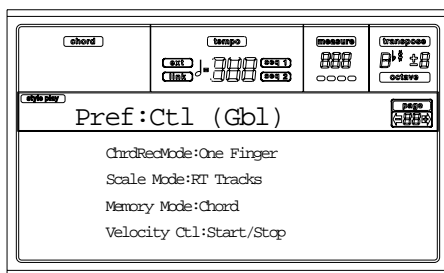 chord tempo measure transpose
ext seq 1
link seq 2
octave
style play page
Pref:Ctl (Gbl)
ChrdRecMode:One Finger
Scale Mode:RT Tracks
Memory Mode:Chord
Velocity Ctl:Start/Stop